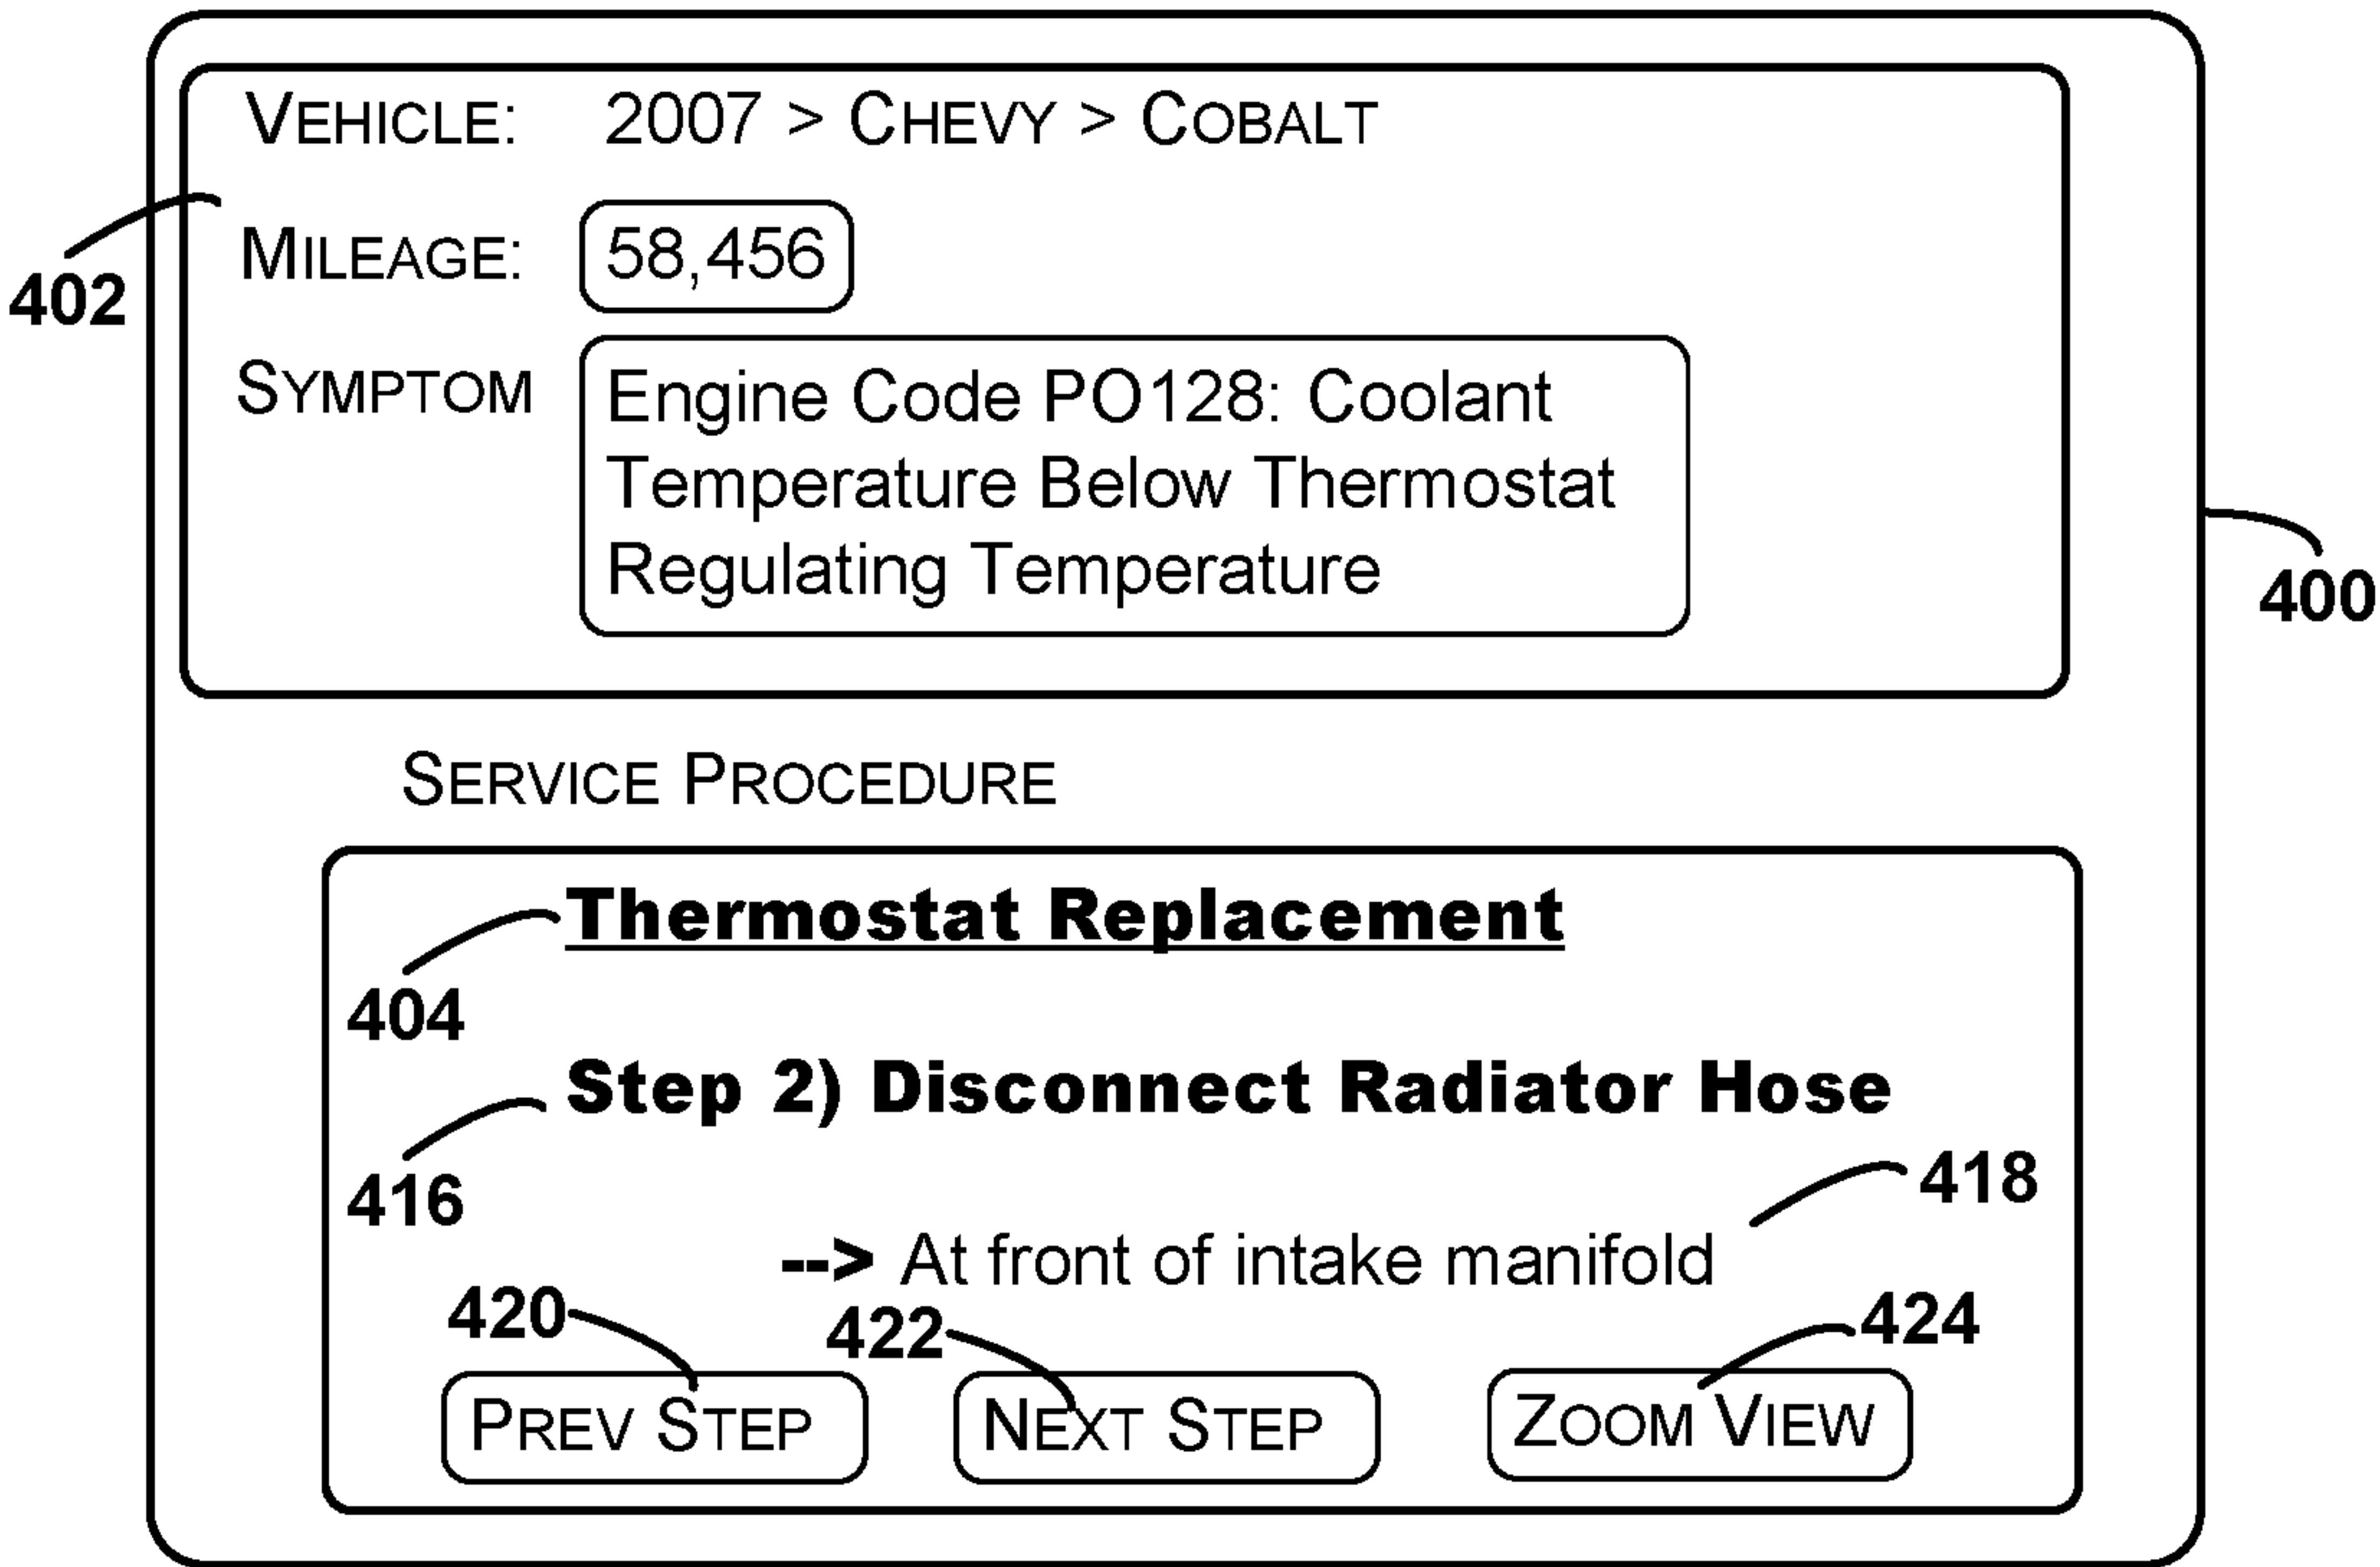 VEHICLE: 2007 > CHEVY > COBALT
MILEAGE: 58,456
402
SYMPTOM Engine Code PO128: Coolant
Temperature Below Thermostat
Regulating Temperature
400
SERVICE PROCEDURE
Thermostat Replacement
404
Step 2) Disconnect Radiator Hose
416
418
--> At front of intake manifold
420 422 424
PREV STEP NEXT STEP ZOOM VIEW